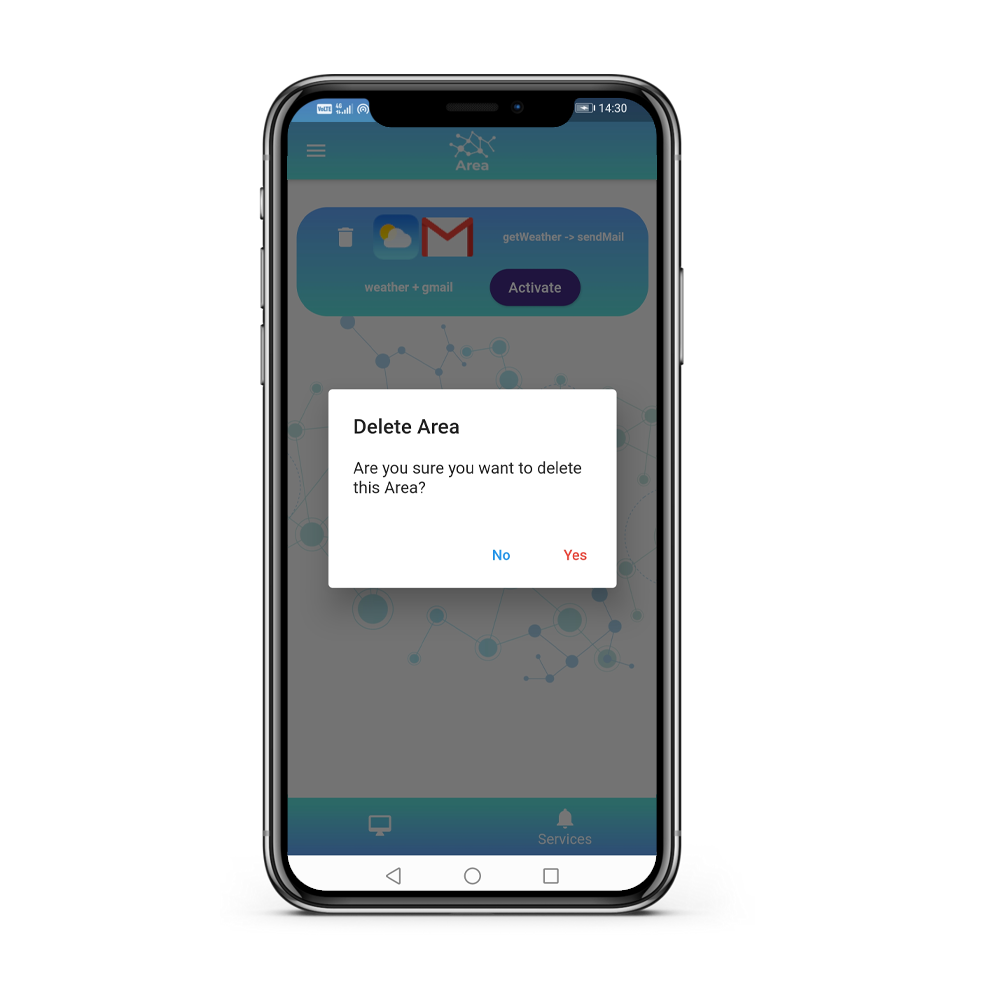 VoLTE 4G 14:30
Area
getWeather -> sendMail
weather + gmail Activate
Delete Area
Are you sure you want to delete
this Area?
No Yes
Services